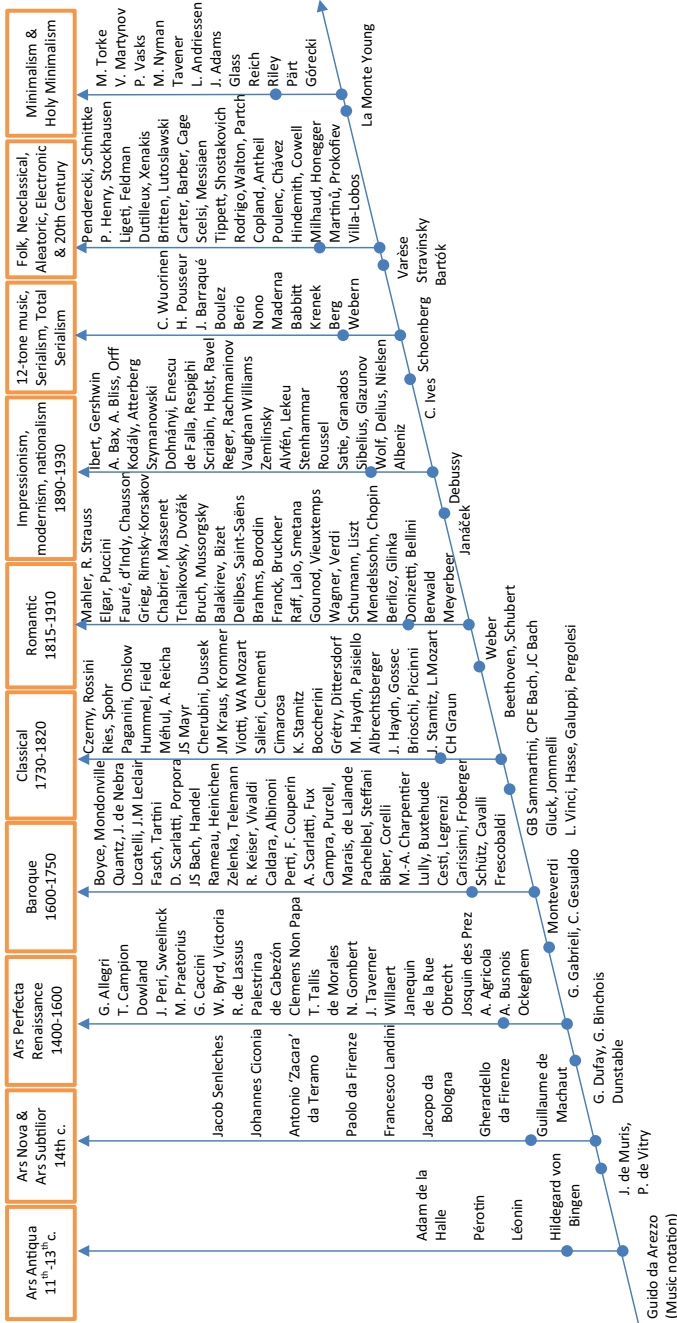 Ars Antiqua
11th-13th c.
Adam de la
Halle
Pérotin
Léonin
Hildegard von
Bingen
Guido da Arezzo
(Music notation)
Ars Nova &
Ars Subtilior
14th c.
Jacob Senleches
Johannes Ciconia
Antonio 'Zacara'
da Teramo
Paolo da Firenze
Francesco Landini
Jacopo da
Bologna
Gherardello
da Firenze
Guillaume de
Machaut
J. de Muris,
P. de Vitry
Ars Perfecta
Renaissance
1400-1600
G. Allegri
T. Campion
Dowland
J. Peri, Sweelinck
M. Praetorius
G. Caccini
W. Byrd, Victoria
R. de Lassus
Palestrina
de Cabezón
Clemens Non Papa
T. Tallis
de Morales
N. Gombert
J. Taverner
Willaert
Janequin
de la Rue
Obrecht
Josquin des Prez
A. Agricola
A. Busnois
Ockeghem
G. Dufay, G. Binchois
Dunstable
Baroque
1600-1750
Boyce, Mondonville
Quantz, J. de Nebra
Locatelli, J.M Leclair
Fasch, Tartini
D. Scarlatti, Porpora
JS Bach, Handel
Rameau, Heinichen
Zelenka, Telemann
R. Keiser, Vivaldi
Caldara, Albinoni
Perti, F. Couperin
A. Scarlatti, Fux
Campra, Purcell,
Marais, de Lalande
Pachelbel, Steffani
Biber, Corelli
M.-A. Charpentier
Lully, Buxtehude
Cesti, Legrenzi
Carissimi, Froberger
Schütz, Cavalli
Frescobaldi
Monteverdi
G. Gabrieli, C. Gesualdo
Classical
1730-1820
Czerny, Rossini
Ries, Spohr
Paganini, Onslow
Hummel, Field
Méhul, A. Reicha
JS Mayr
Cherubini, Dussek
JM Kraus, Krommer
Viotti, WA Mozart
Salieri, Clementi
Cimarosa
K. Stamitz
Boccherini
Grétry, Dittersdorf
M. Haydn, Paisiello
Albrechtsberger
J. Haydn, Gossec
Brioschi, Piccinni
J. Stamitz, L.Mozart
CH Graun
GB Sammartini, CPE Bach, JC Bach
Gluck, Jommelli
L. Vinci, Hasse, Galuppi, Pergolesi
Romantic
1815-1910
Mahler, R. Strauss
Elgar, Puccini
Fauré, d'Indy, Chausson
Grieg, Rimsky-Korsakov
Chabrier, Massenet
Tchaikovsky, Dvořák
Bruch, Mussorgsky
Balakirev, Bizet
Delibes, Saint-Saëns
Brahms, Borodin
Franck, Bruckner
Raff, Lalo, Smetana
Gounod, Vieuxtemps
Wagner, Verdi
Schumann, Liszt
Mendelssohn, Chopin
Berlioz, Glinka
Donizetti, Bellini
Berwald
Meyerbeer
Weber
Beethoven, Schubert
Impressionism,
modernism, nationalism
1890-1930
Ibert, Gershwin
A. Bax, A. Bliss, Orff
Kodály, Atterberg
Szymanowski
Dohnányi, Enescu
de Falla, Respighi
Scriabin, Holst, Ravel
Reger, Rachmaninov
Vaughan Williams
Zemlinsky
Alvfén, Lekeu
Stenhammar
Roussel
Satie, Granados
Sibelius, Glazunov
Wolf, Delius, Nielsen
Albeniz
Debussy
Janáček
12-tone music,
Serialism, Total
Serialism
C. Wuorinen
H. Pousseur
J. Barraqué
Boulez
Berio
Nono
Maderna
Babbitt
Krenek
Berg
Webern
Schoenberg
C. Ives
Folk, Neoclassical,
Aleatoric, Electronic
& 20th Century
Penderecki, Schnittke
P. Henry, Stockhausen
Ligeti, Feldman
Dutilleux, Xenakis
Britten, Lutoslawski
Carter, Barber, Cage
Scelsi, Messiaen
Tippett, Shostakovich
Rodrigo,Walton, Partch
Copland, Antheil
Poulenc, Chávez
Hindemith, Cowell
Milhaud, Honegger
Martinů, Prokofiev
Villa-Lobos
Varèse
Stravinsky
Bartók
Minimalism &
Holy Minimalism
M. Torke
V. Martynov
P. Vasks
M. Nyman
Tavener
L. Andriessen
J. Adams
Glass
Reich
Riley
Pärt
Górecki
La Monte Young